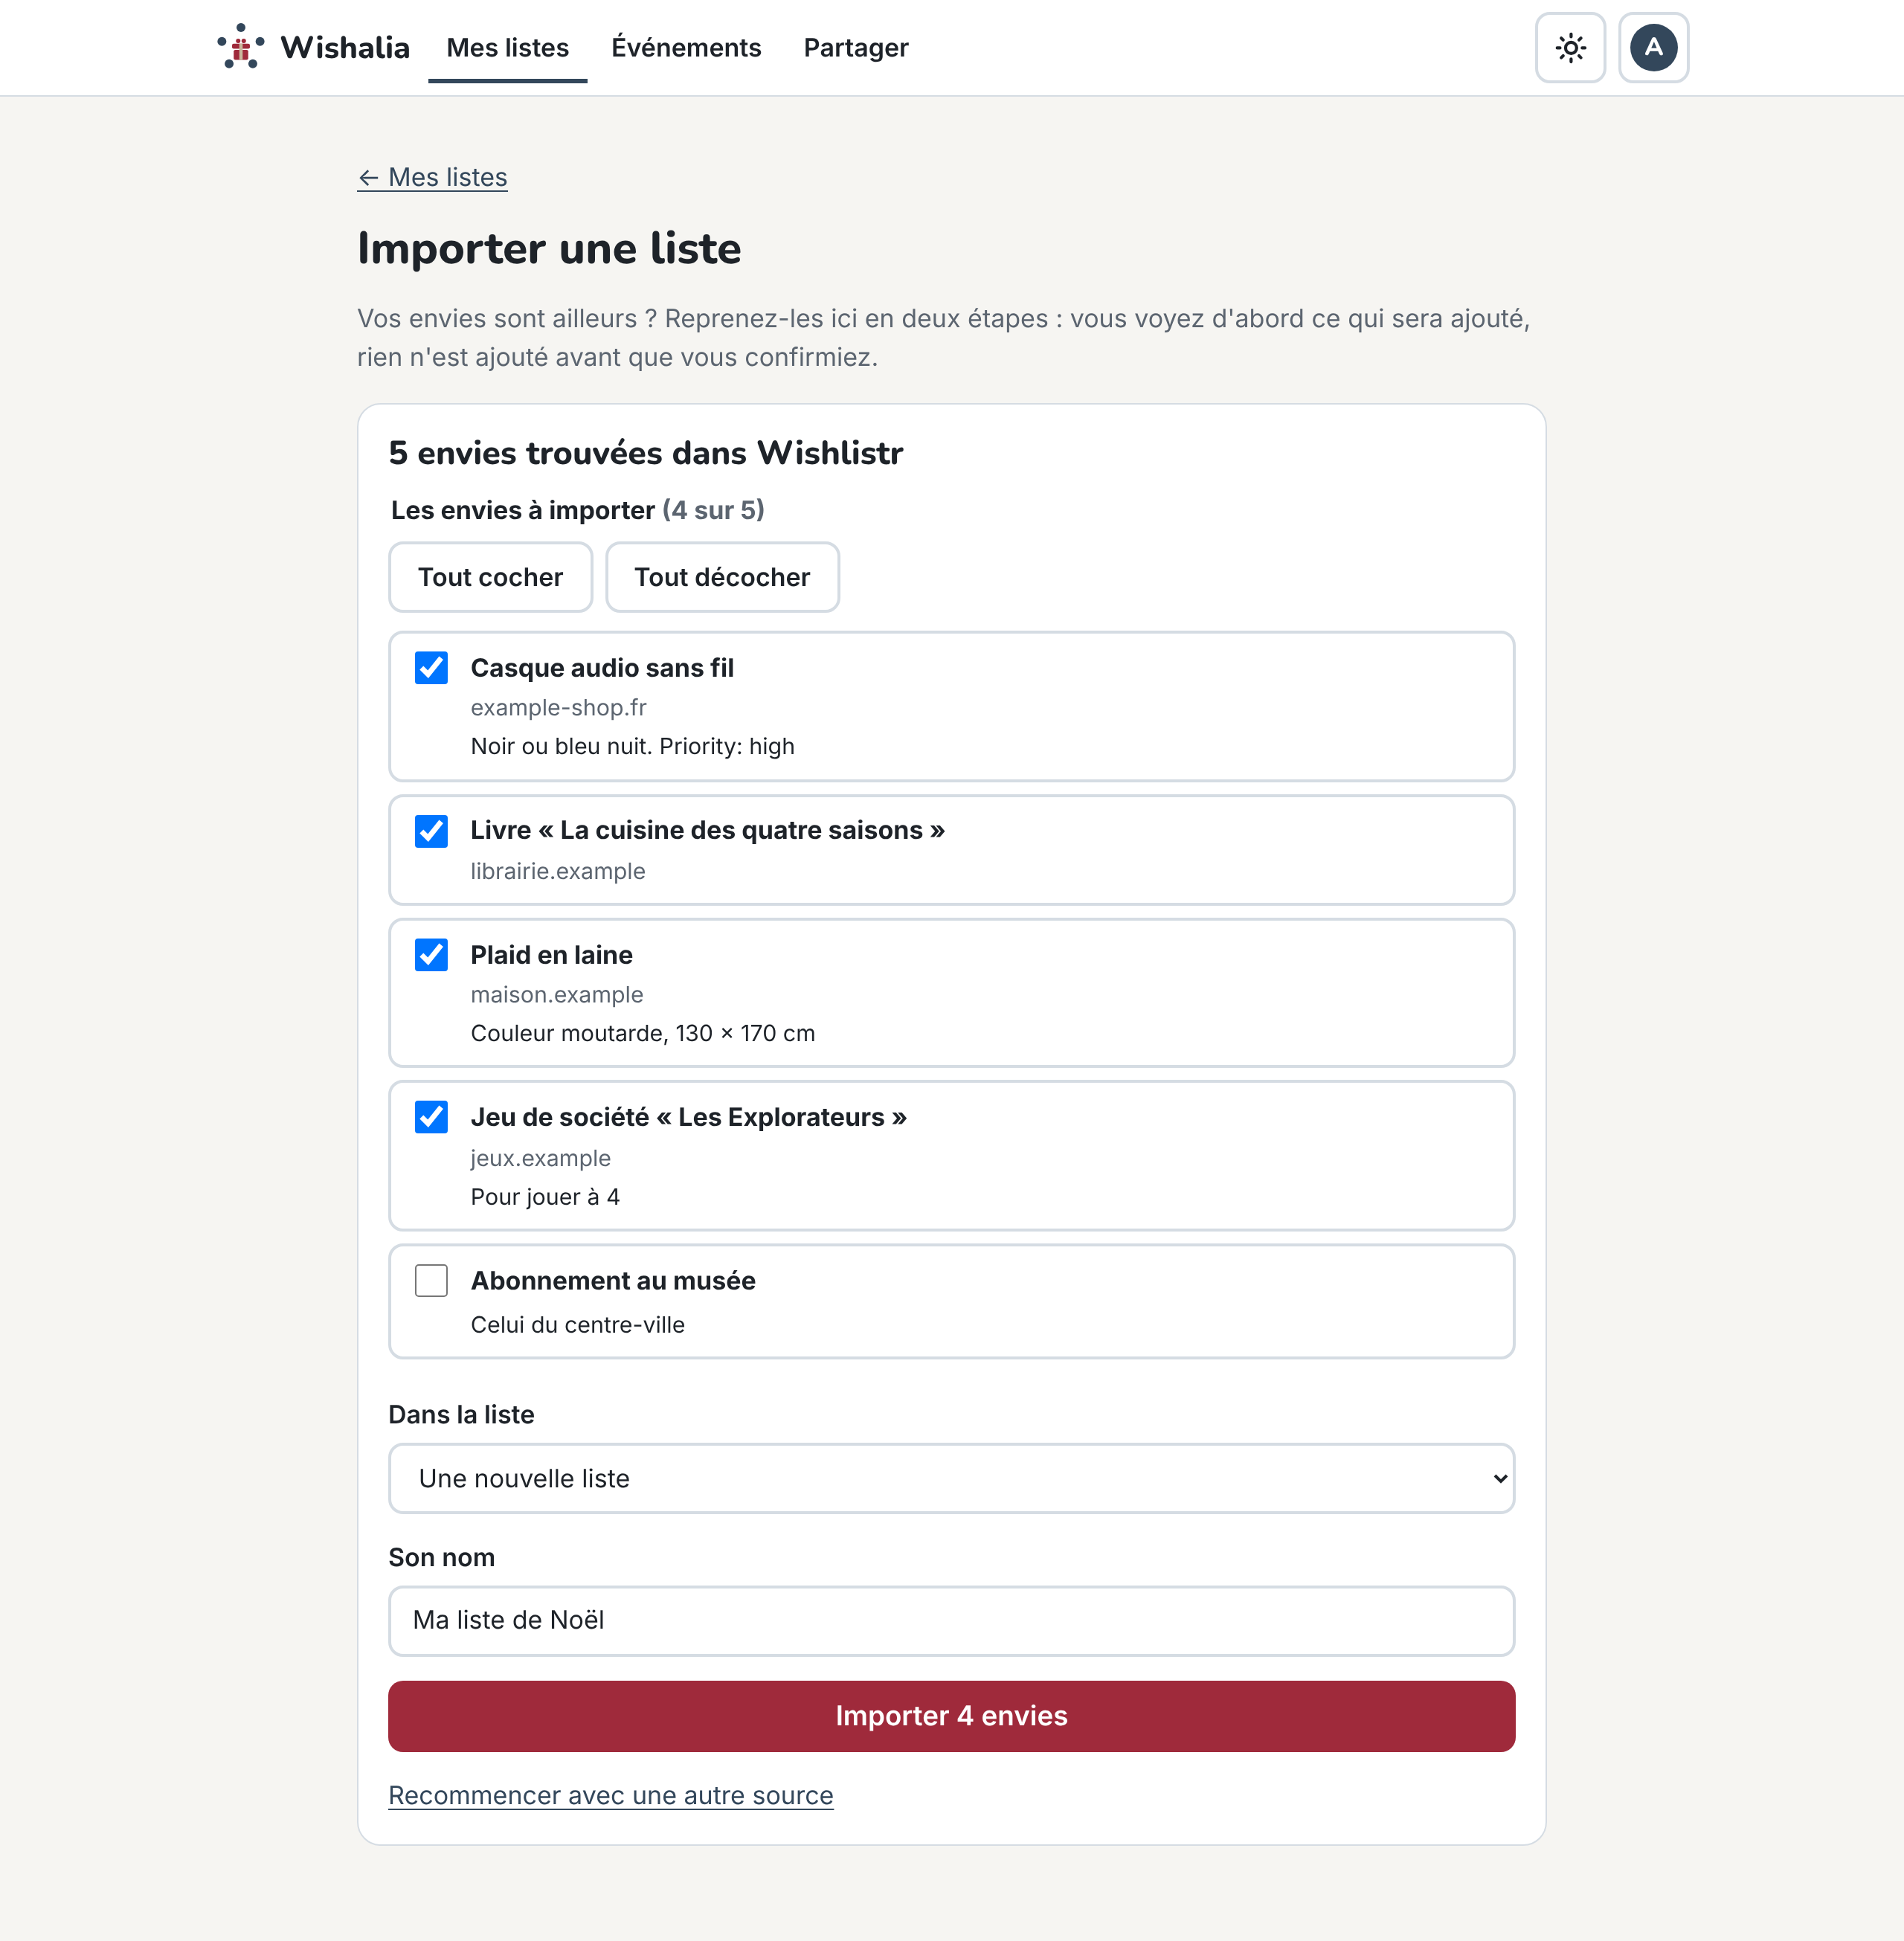 Wishalia
Mes listes
Événements
Partager
A
← Mes listes
Importer une liste
Vos envies sont ailleurs ? Reprenez-les ici en deux étapes : vous voyez d'abord ce qui sera ajouté,
rien n'est ajouté avant que vous confirmiez.
5 envies trouvées dans Wishlistr
Les envies à importer (4 sur 5)
Tout cocher
Tout décocher
Casque audio sans fil
example-shop.fr
Noir ou bleu nuit. Priority: high
Livre « La cuisine des quatre saisons »
librairie.example
Plaid en laine
maison.example
Couleur moutarde, 130 × 170 cm
Jeu de société « Les Explorateurs »
jeux.example
Pour jouer à 4
Abonnement au musée
Celui du centre-ville
Dans la liste
Une nouvelle liste
Son nom
Ma liste de Noël
Importer 4 envies
Recommencer avec une autre source